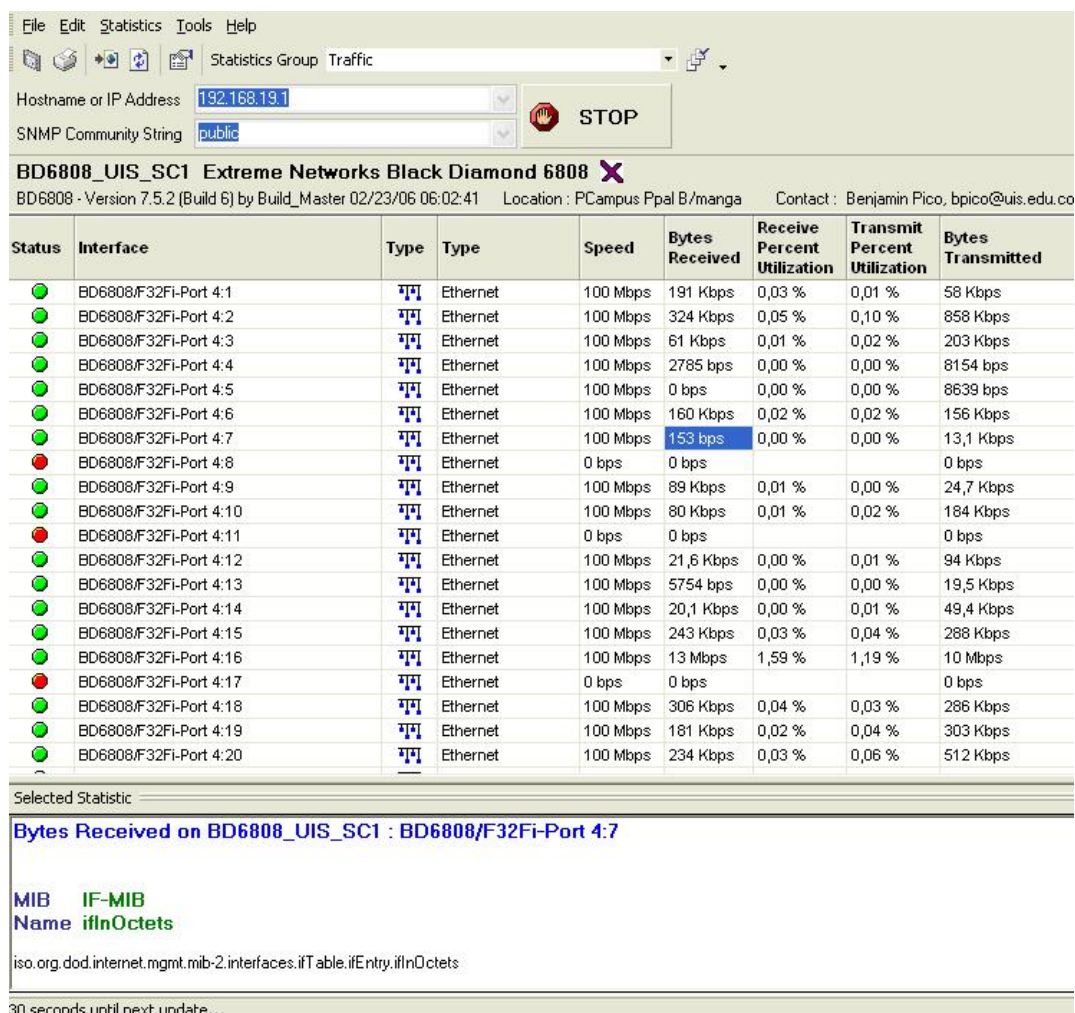 File Edit Statistics Tools Help
Statistics Group Traffic
Hostname or IP Address 192.168.19.1
SNMP Community String public
STOP
BD6808_UIS_SC1 Extreme Networks Black Diamond 6808
BD6808 - Version 7.5.2 (Build 6) by Build_Master 02/23/06 06:02:41 Location : PCampus Ppal B/manga Contact : Benjamin Pico, bpico@uis.edu.co
Status Interface Type Type Speed Bytes Received Receive Percent Utilization Transmit Percent Utilization Bytes Transmitted
BD6808/F32Fi-Port 4:1 Ethernet 100 Mbps 191 Kbps 0,03 % 0,01 % 58 Kbps
BD6808/F32Fi-Port 4:2 Ethernet 100 Mbps 324 Kbps 0,05 % 0,10 % 858 Kbps
BD6808/F32Fi-Port 4:3 Ethernet 100 Mbps 61 Kbps 0,01 % 0,02 % 203 Kbps
BD6808/F32Fi-Port 4:4 Ethernet 100 Mbps 2785 bps 0,00 % 0,00 % 8154 bps
BD6808/F32Fi-Port 4:5 Ethernet 100 Mbps 0 bps 0,00 % 0,00 % 8639 bps
BD6808/F32Fi-Port 4:6 Ethernet 100 Mbps 160 Kbps 0,02 % 0,02 % 156 Kbps
BD6808/F32Fi-Port 4:7 Ethernet 100 Mbps 153 bps 0,00 % 0,00 % 13,1 Kbps
BD6808/F32Fi-Port 4:8 Ethernet 0 bps 0 bps 0 bps
BD6808/F32Fi-Port 4:9 Ethernet 100 Mbps 89 Kbps 0,01 % 0,00 % 24,7 Kbps
BD6808/F32Fi-Port 4:10 Ethernet 100 Mbps 80 Kbps 0,01 % 0,02 % 184 Kbps
BD6808/F32Fi-Port 4:11 Ethernet 0 bps 0 bps 0 bps
BD6808/F32Fi-Port 4:12 Ethernet 100 Mbps 21,6 Kbps 0,00 % 0,01 % 94 Kbps
BD6808/F32Fi-Port 4:13 Ethernet 100 Mbps 5754 bps 0,00 % 0,00 % 19,5 Kbps
BD6808/F32Fi-Port 4:14 Ethernet 100 Mbps 20,1 Kbps 0,00 % 0,01 % 49,4 Kbps
BD6808/F32Fi-Port 4:15 Ethernet 100 Mbps 243 Kbps 0,03 % 0,04 % 288 Kbps
BD6808/F32Fi-Port 4:16 Ethernet 100 Mbps 13 Mbps 1,59 % 1,19 % 10 Mbps
BD6808/F32Fi-Port 4:17 Ethernet 0 bps 0 bps 0 bps
BD6808/F32Fi-Port 4:18 Ethernet 100 Mbps 306 Kbps 0,04 % 0,03 % 286 Kbps
BD6808/F32Fi-Port 4:19 Ethernet 100 Mbps 181 Kbps 0,02 % 0,04 % 303 Kbps
BD6808/F32Fi-Port 4:20 Ethernet 100 Mbps 234 Kbps 0,03 % 0,06 % 512 Kbps
Selected Statistic
Bytes Received on BD6808_UIS_SC1 : BD6808/F32Fi-Port 4:7
MIB IF-MIB
Name ifInOctets
iso.org.dod.internet.mgmt.mib-2.interfaces.ifTable.ifEntry.ifInOctets
30 seconds until next update...